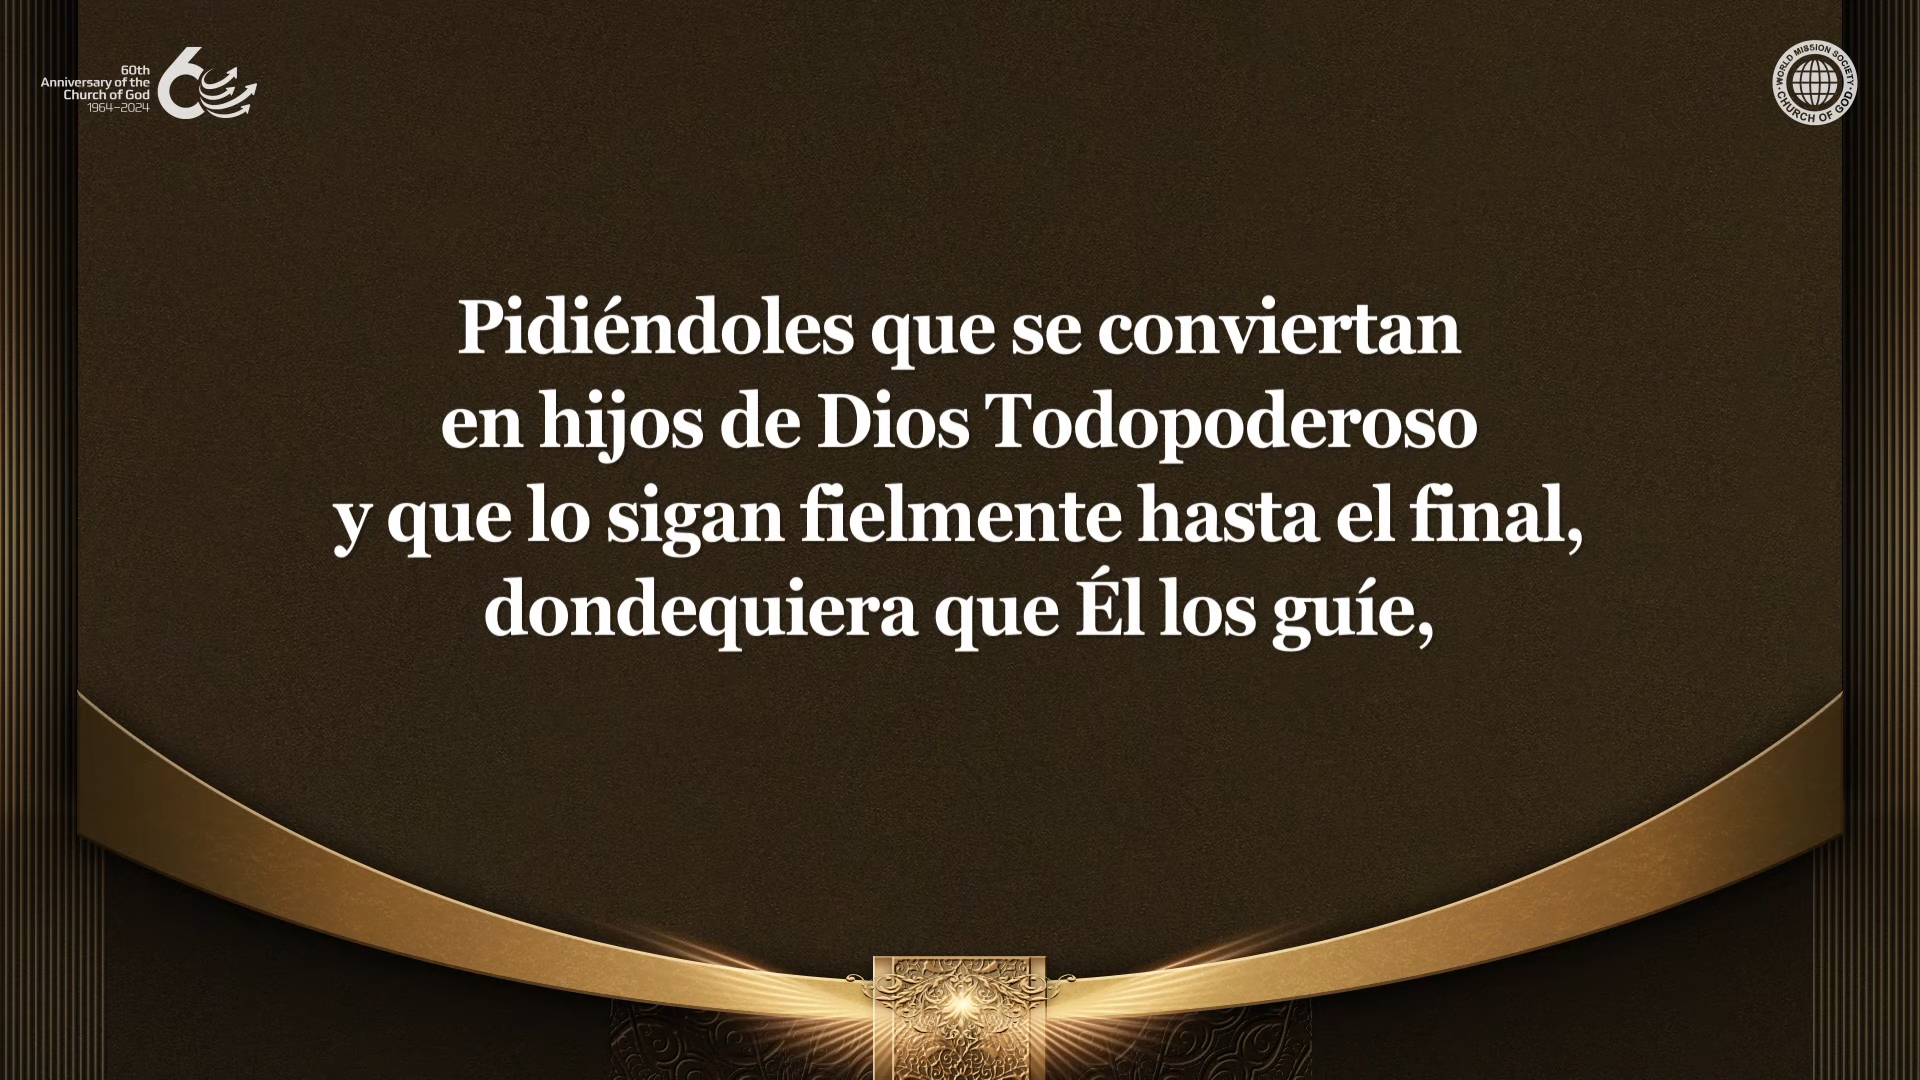 60th
Anniversary of the
Church of God
1964–2024
60
WORLD MISSION SOCIETY
CHURCH OF GOD
Pidiéndoles que se conviertan
en hijos de Dios Todopoderoso
y que lo sigan fielmente hasta el final,
dondequiera que Él los guíe,